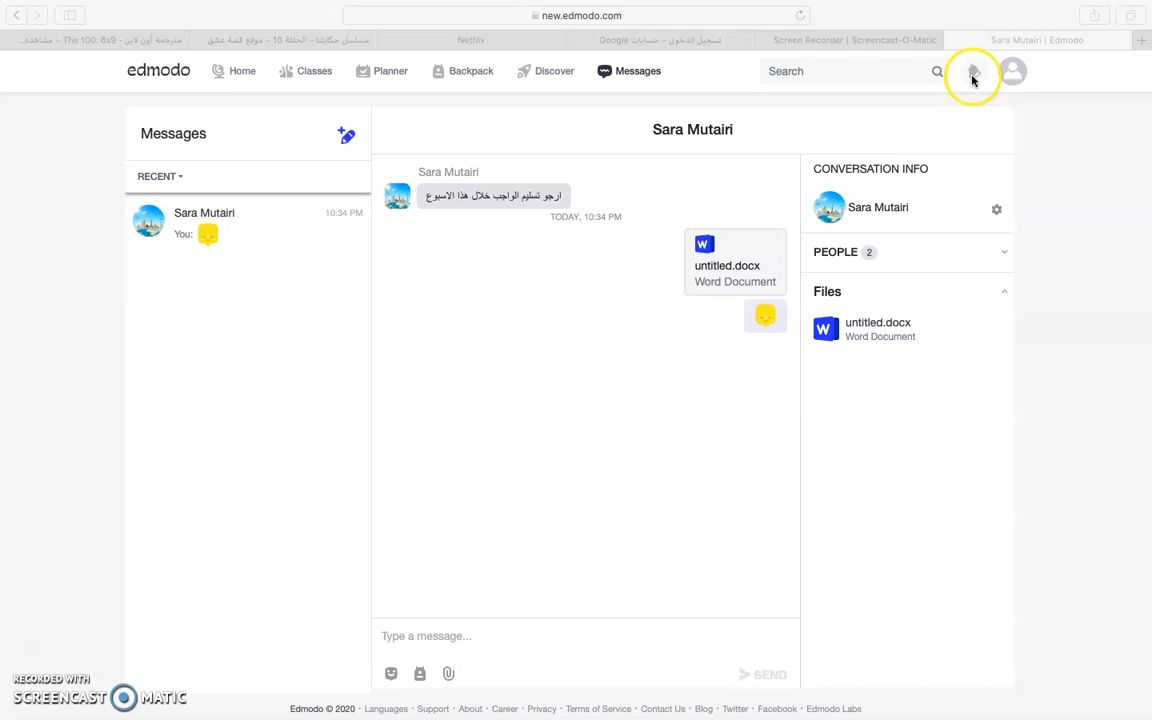 new.edmodo.com
مترجمة أون لاين - The 100: 6x9 - مشاهدة...
مسلسل حكايتنا - الحلقة 10 - موقع قصة عشق
Netflix
تسجيل الدخول - حسابات Google
Screen Recorder | Screencast-O-Matic
Sara Mutairi | Edmodo
edmodo
Home
Classes
Planner
Backpack
Discover
Messages
Search
Messages
RECENT
Sara Mutairi
10:34 PM
You:
Sara Mutairi
Sara Mutairi
ارجو تسليم الواجب خلال هذا الاسبوع
TODAY, 10:34 PM
untitled.docx
Word Document
Type a message...
SEND
CONVERSATION INFO
Sara Mutairi
PEOPLE 2
Files
untitled.docx
Word Document
RECORDED WITH
SCREENCAST MATIC
Edmodo © 2020 · Languages · Support · About · Career · Privacy · Terms of Service · Contact Us · Blog · Twitter · Facebook · Edmodo Labs